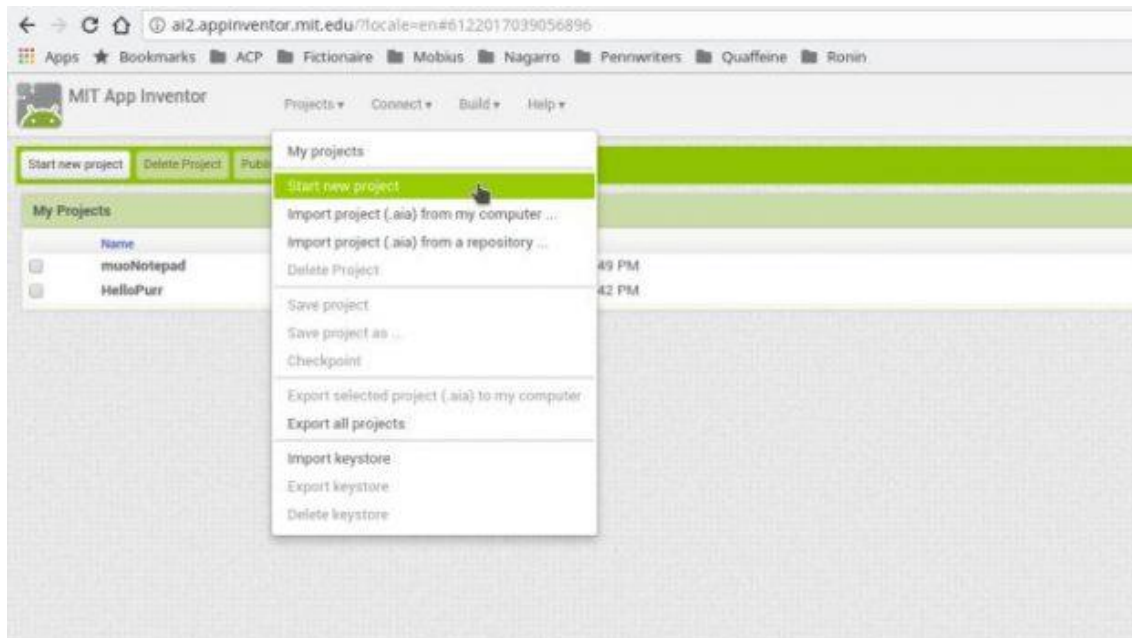 ai2.appinventor.mit.edu/?locale=en#6122017039056896
Apps Bookmarks ACP Fictionaire Mobius Nagarro Pennwriters Quaffeine Ronin
MIT App Inventor
Projects Connect Build Help
My projects
Start new project Delete Project
Start new project
My Projects
Import project (.aia) from my computer ...
Name
Import project (.aia) from a repository ...
muoNotepad
Delete Project
49 PM
HelloPurr
42 PM
Save project
Save project as ...
Checkpoint
Export selected project (.aia) to my computer
Export all projects
Import keystore
Export keystore
Delete keystore